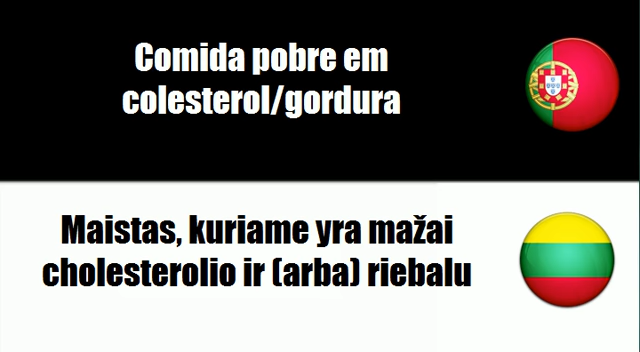 Comida pobre em
colesterol/gordura
Maistas, kuriame yra mažai
cholesterolio ir (arba) riebalu